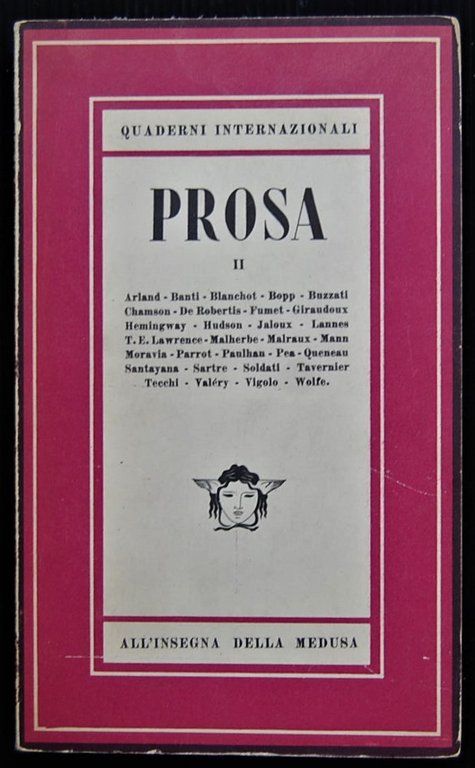 QUADERNI INTERNAZIONALI
PROSA
II
Arland - Banti - Blanchot - Bopp - Buzzati
Chamson - De Robertis - Fumet - Giraudoux
Hemingway - Hudson - Jaloux - Lannes
T. E. Lawrence - Malherbe - Malraux - Mann
Moravia - Parrot - Paulhan - Pea - Queneau
Santayana - Sartre - Soldati - Tavernier
Tecchi - Valéry - Vigolo - Wolfe.
ALL'INSEGNA DELLA MEDUSA